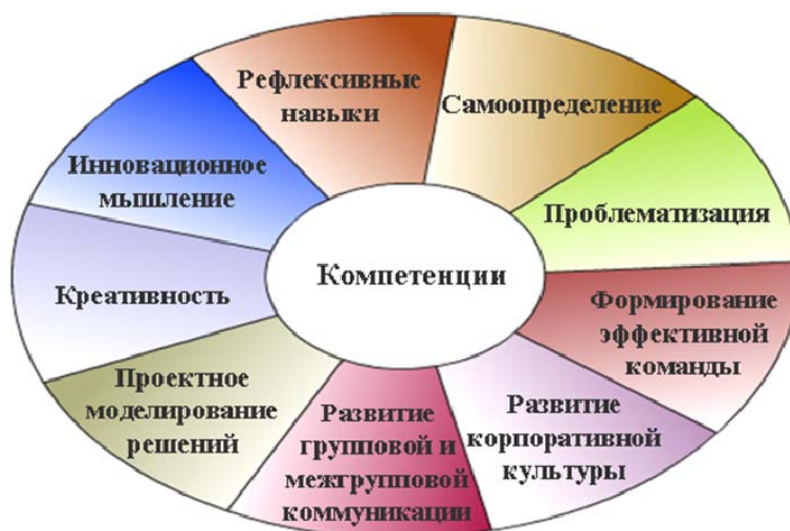 Рефлексивные
навыки
Самоопределение
Проблематизация
Формирование
эффективной
команды
Развитие
корпоративной
культуры
Развитие
групповой и
межгрупповой
коммуникации
Проектное
моделирование
решений
Креативность
Инновационное
мышление
Компетенции